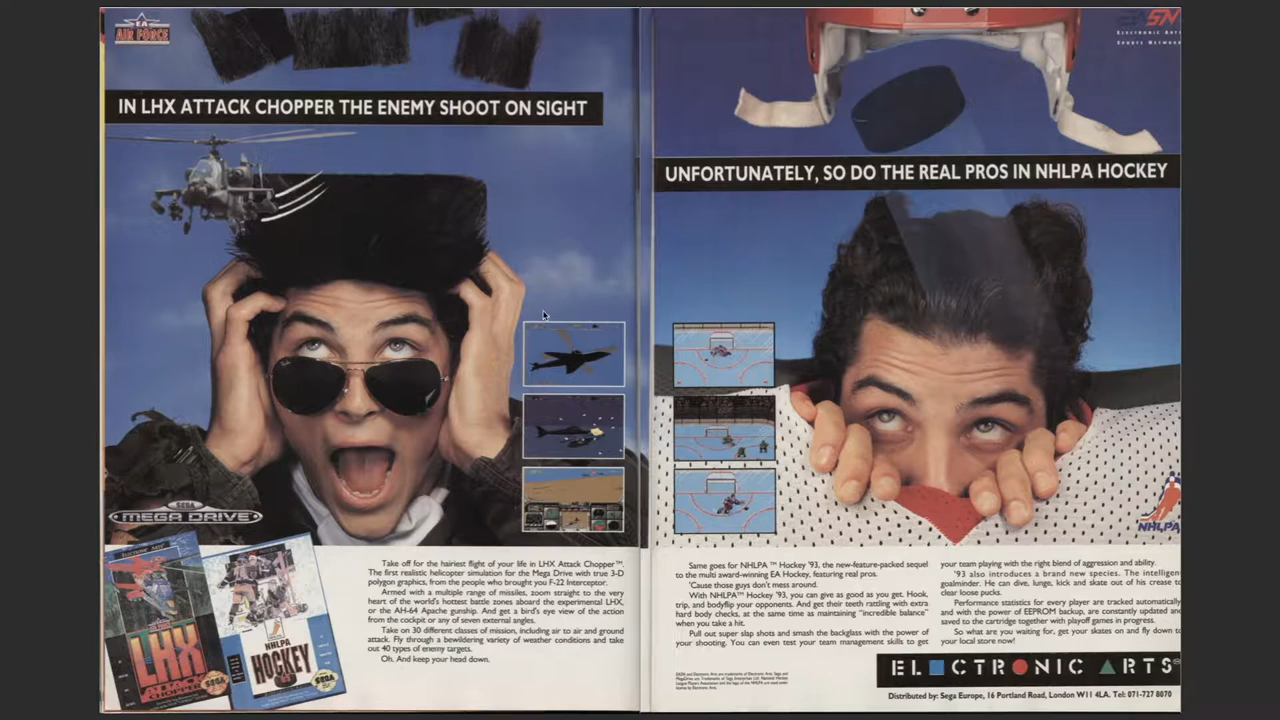 EA
AIR FORCE
IN LHX ATTACK CHOPPER THE ENEMY SHOOT ON SIGHT
SEGA
MEGA DRIVE
ELECTRONIC ARTS
LHX
ATTACK
CHOPPER
SEGA
NHLPA
HOCKEY
93
SEGA
Take off for the hairiest flight of your life in LHX Attack Chopper™.
The first realistic helicopter simulation for the Mega Drive with true 3-D
polygon graphics, from the people who brought you F-22 Interceptor.
Armed with a multiple range of missiles, zoom straight to the very
heart of the world's hottest battle zones aboard the experimental LHX,
or the AH-64 Apache gunship. And get a bird's eye view of the action
from the cockpit or any of seven external angles.
Take on 30 different classes of mission, including air to air and ground
attack. Fly through a bewildering variety of weather conditions and take
out 40 types of enemy targets.
Oh. And keep your head down.
EASN
ELECTRONIC ARTS
SPORTS NETWORK
UNFORTUNATELY, SO DO THE REAL PROS IN NHLPA HOCKEY
NHLPA
Same goes for NHLPA ™ Hockey '93, the new-feature-packed sequel
to the multi award-winning EA Hockey, featuring real pros.
'Cause those guys don't mess around.
With NHLPA™ Hockey '93, you can give as good as you get. Hook,
trip, and bodyflip your opponents. And get their teeth rattling with extra
hard body checks, at the same time as maintaining "incredible balance"
when you take a hit.
Pull out super slap shots and smash the backglass with the power of
your shooting. You can even test your team management skills to get
your team playing with the right blend of aggression and ability.
'93 also introduces a brand new species. The intelligen
goalminder. He can dive, lunge, kick and skate out of his crease to
clear loose pucks.
Performance statistics for every player are tracked automatically
and with the power of EEPROM backup, are constantly updated and
saved to the cartridge together with playoff games in progress.
So what are you waiting for, get your skates on and fly down to
your local store now!
ELECTRONIC ARTS
Distributed by: Sega Europe, 16 Portland Road, London W11 4LA. Tel: 071-727 8070